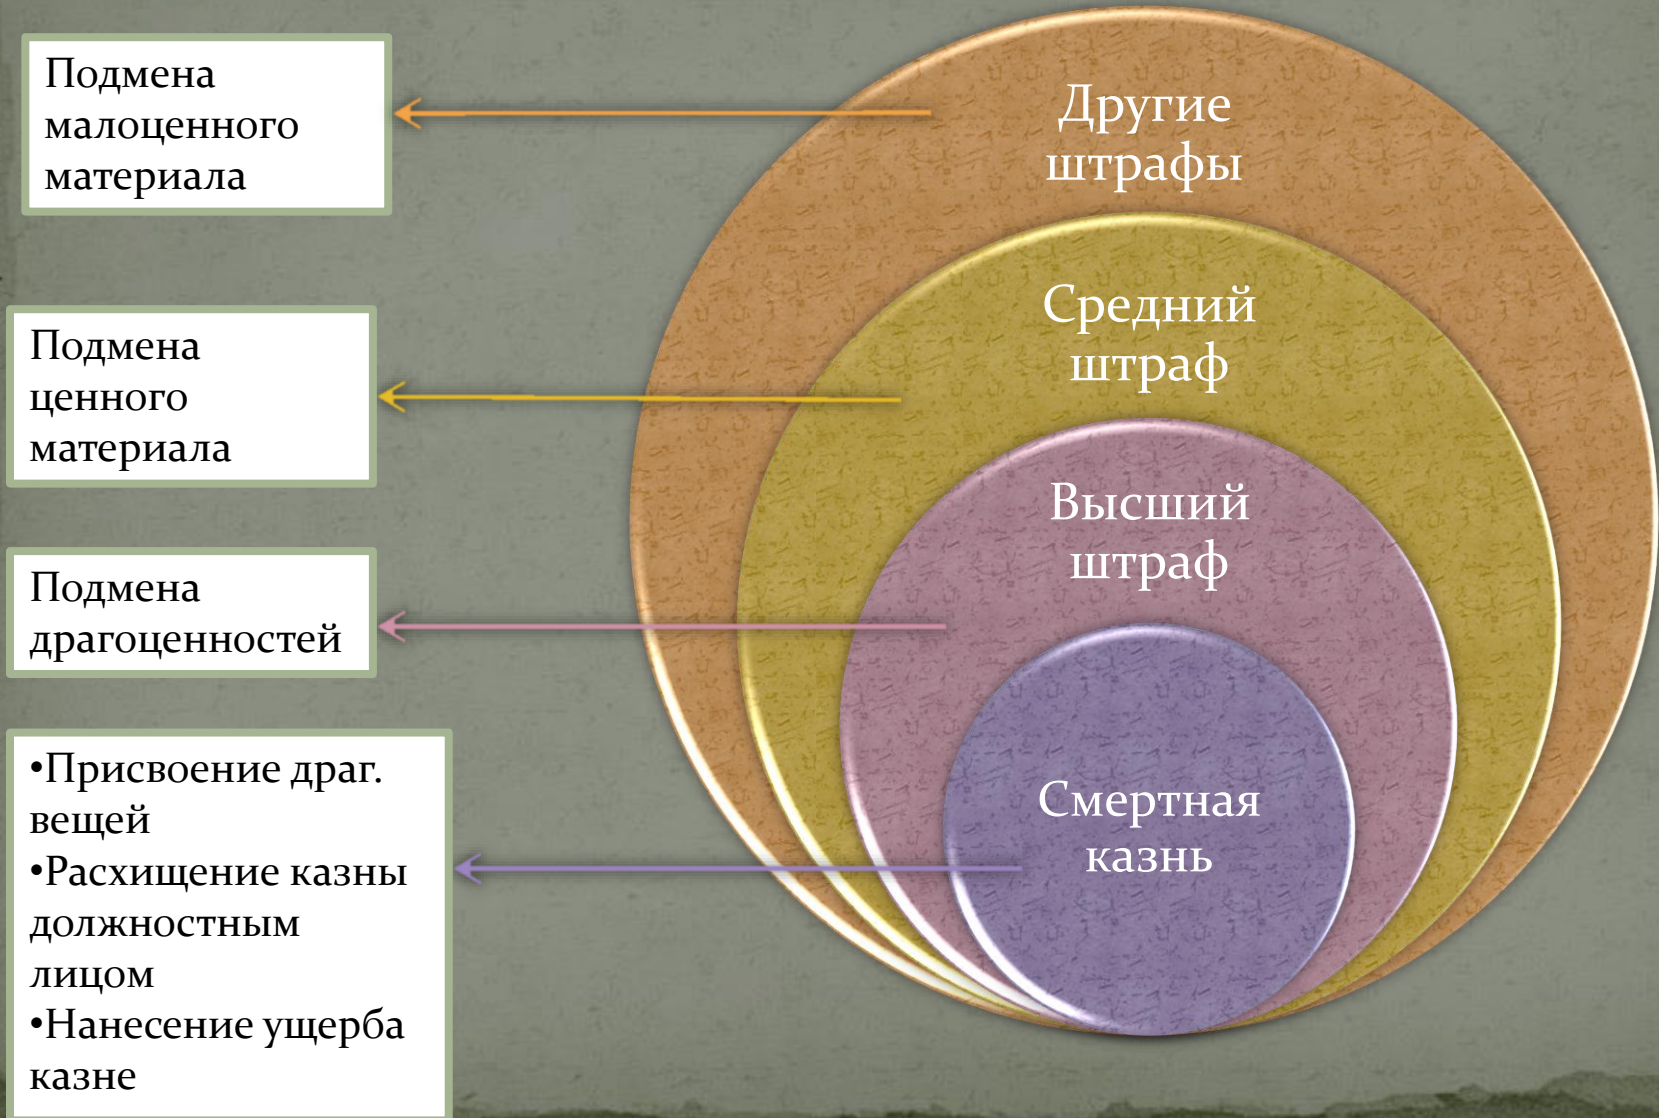 Подмена
малоценного
материала
Другие
штрафы
Подмена
ценного
материала
Средний
штраф
Подмена
драгоценностей
Высший
штраф
•Присвоение драг.
вещей
•Расхищение казны
должностным
лицом
•Нанесение ущерба
казне
Смертная
казнь